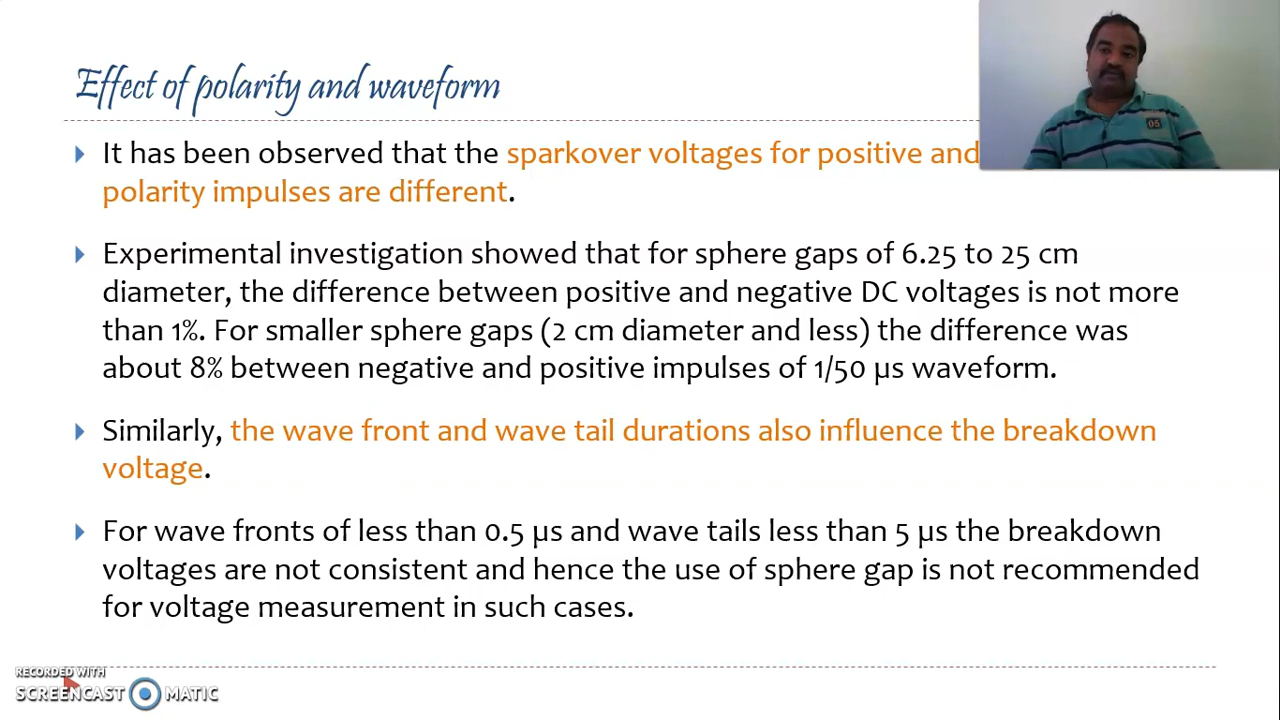 Effect of polarity and waveform
It has been observed that the sparkover voltages for positive and
polarity impulses are different.
Experimental investigation showed that for sphere gaps of 6.25 to 25 cm
diameter, the difference between positive and negative DC voltages is not more
than 1%. For smaller sphere gaps (2 cm diameter and less) the difference was
about 8% between negative and positive impulses of 1/50 µs waveform.
Similarly, the wave front and wave tail durations also influence the breakdown
voltage.
For wave fronts of less than 0.5 µs and wave tails less than 5 µs the breakdown
voltages are not consistent and hence the use of sphere gap is not recommended
for voltage measurement in such cases.
RECORDED WITH
SCREENCAST MATIC
05